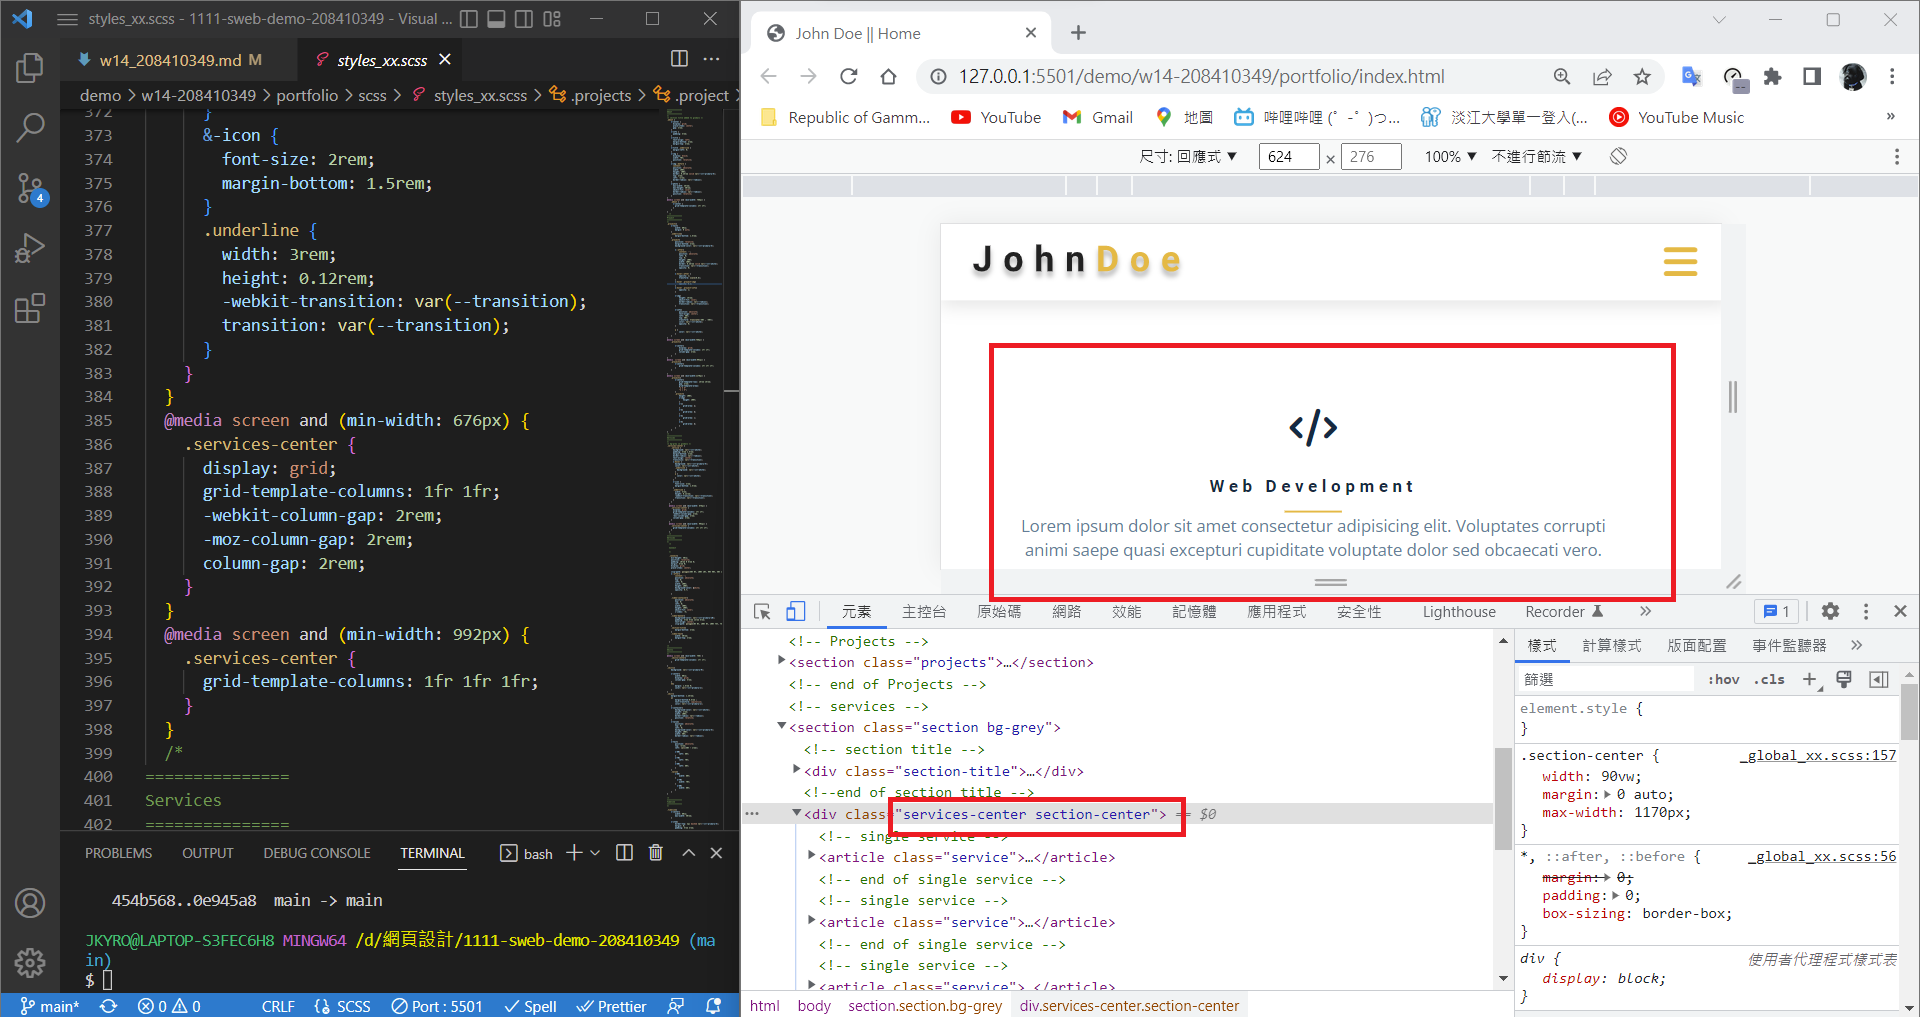 styles_xx.scss - 1111-sweb-demo-208410349 - Visual ...
w14_208410349.md M
styles_xx.scss
demo > w14-208410349 > portfolio > scss > styles_xx.scss > .projects > .project >
372 }
373 &-icon {
374 font-size: 2rem;
375 margin-bottom: 1.5rem;
376 }
377 .underline {
378 width: 3rem;
379 height: 0.12rem;
380 -webkit-transition: var(--transition);
381 transition: var(--transition);
382 }
383 }
384 }
385 @media screen and (min-width: 676px) {
386 .services-center {
387 display: grid;
388 grid-template-columns: 1fr 1fr;
389 -webkit-column-gap: 2rem;
390 -moz-column-gap: 2rem;
391 column-gap: 2rem;
392 }
393 }
394 @media screen and (min-width: 992px) {
395 .services-center {
396 grid-template-columns: 1fr 1fr 1fr;
397 }
398 }
399 /*
400 ===============
401 Services
402 ===============
4
PROBLEMS OUTPUT DEBUG CONSOLE TERMINAL bash
454b568..0e945a8 main -> main
JKYRO@LAPTOP-S3FEC6H8 MINGW64 /d/網頁設計/1111-sweb-demo-208410349 (ma
in)
$
main* 0 0 CRLF SCSS Port : 5501 Spell Prettier
John Doe || Home
127.0.0.1:5501/demo/w14-208410349/portfolio/index.html
Republic of Gamm... YouTube Gmail 地圖 哔哩哔哩 (゜-゜)つ... 淡江大學單一登入(... YouTube Music »
尺寸: 回應式 ▼ 624 × 276 100% ▼ 不進行節流 ▼
JohnDoe
</>
Web Development
Lorem ipsum dolor sit amet consectetur adipisicing elit. Voluptates corrupti
animi saepe quasi excepturi cupiditate voluptate dolor sed obcaecati vero.
元素 主控台 原始碼 網路 效能 記憶體 應用程式 安全性 Lighthouse Recorder » 1
<!-- Projects -->
<section class="projects">…</section>
<!-- end of Projects -->
<!-- services -->
<section class="section bg-grey">
<!-- section title -->
<div class="section-title">…</div>
<!--end of section title -->
<div class="services-center section-center"> == $0
<!-- single service -->
<article class="service">…</article>
<!-- end of single service -->
<!-- single service -->
<article class="service">…</article>
<!-- end of single service -->
<!-- single service -->
<article class="service">…</article>
html body section.section.bg-grey div.services-center.section-center
樣式 計算樣式 版面配置 事件監聽器 »
篩選 :hov .cls +
element.style {
}
.section-center { _global_xx.scss:157
width: 90vw;
margin: 0 auto;
max-width: 1170px;
}
*, ::after, ::before { _global_xx.scss:56
margin: 0;
padding: 0;
box-sizing: border-box;
}
div { 使用者代理程式樣式表
display: block;
}